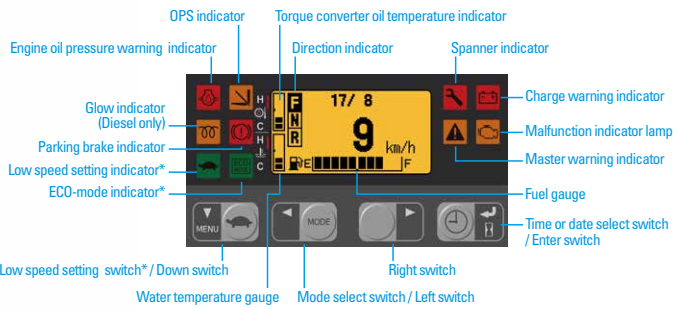 OPS indicator
Torque converter oil temperature indicator
Engine oil pressure warning indicator
Direction indicator
Spanner indicator
Glow indicator
(Diesel only)
Parking brake indicator
Low speed setting indicator*
ECO-mode indicator*
H
C
H
C
F
N
R
17/ 8
9
km/h
E
F
ECO
MODE
Charge warning indicator
Malfunction indicator lamp
Master warning indicator
Fuel gauge
Time or date select switch
/ Enter switch
MENU
MODE
Low speed setting switch* / Down switch
Right switch
Water temperature gauge
Mode select switch / Left switch